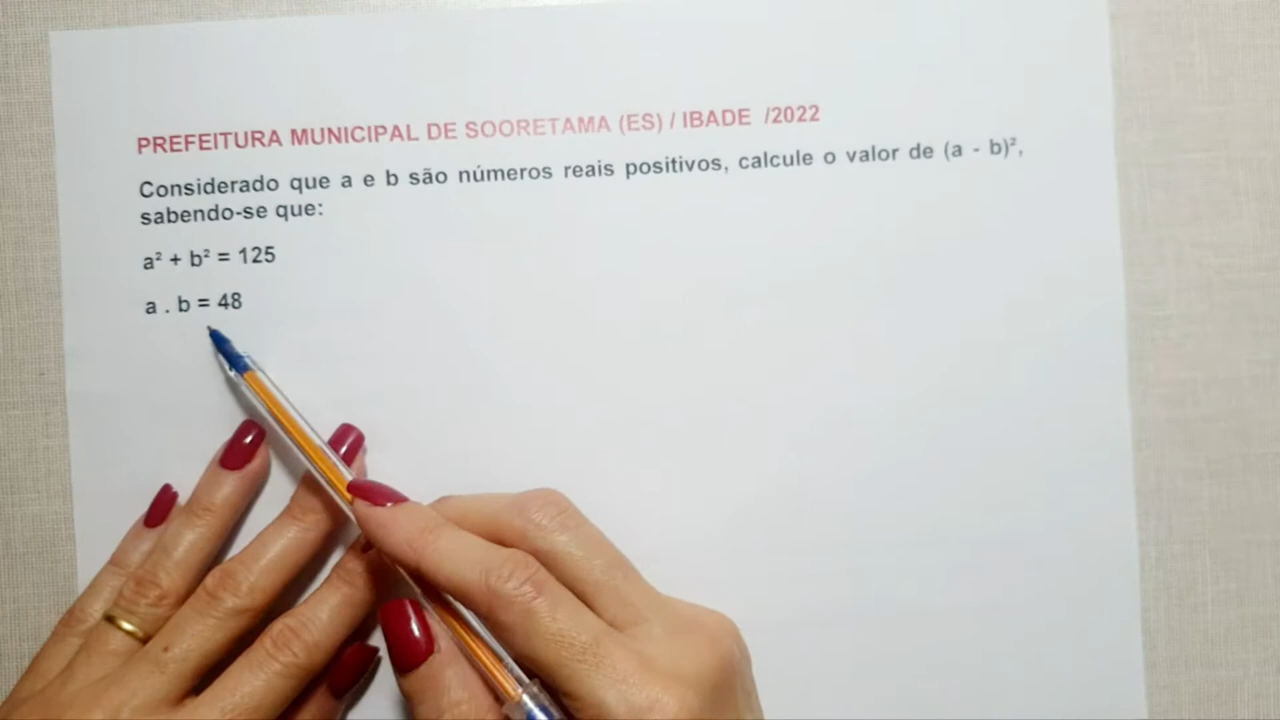 PREFEITURA MUNICIPAL DE SOORETAMA (ES) / IBADE /2022
Considerado que a e b são números reais positivos, calcule o valor de (a - b)²,
sabendo-se que:
a² + b² = 125
a . b = 48